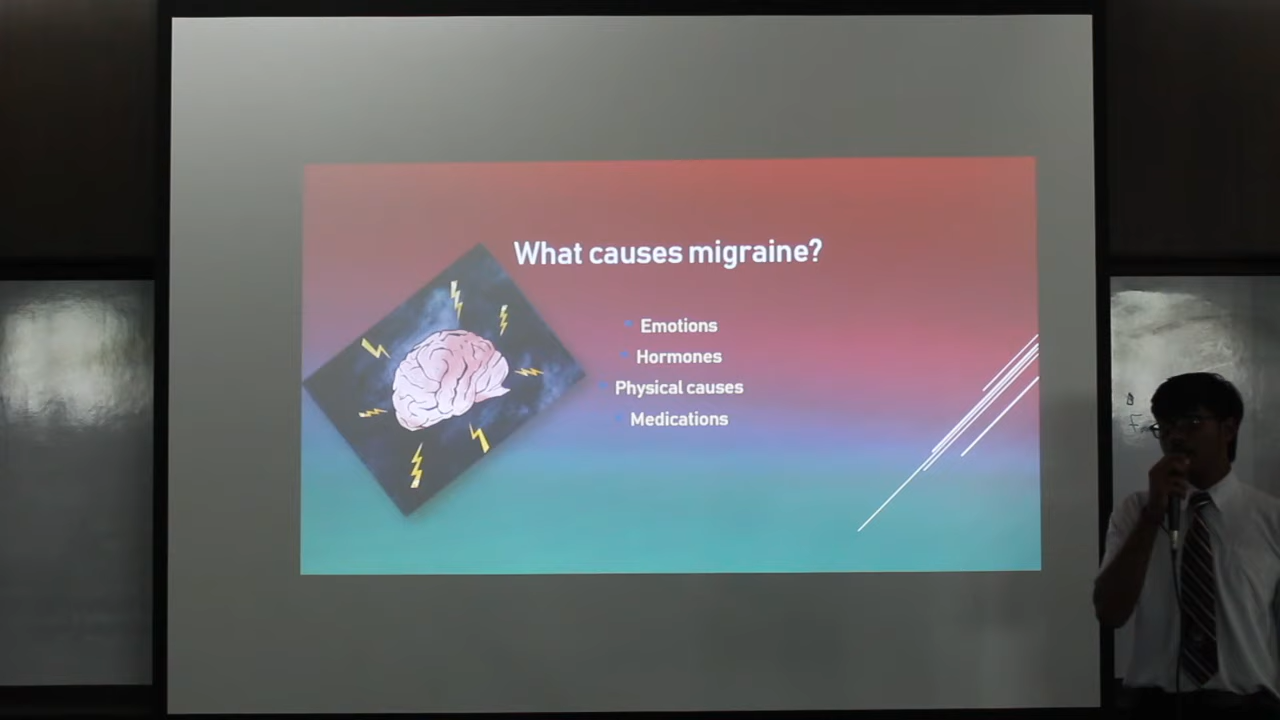 What causes migraine?
Emotions
Hormones
Physical causes
Medications